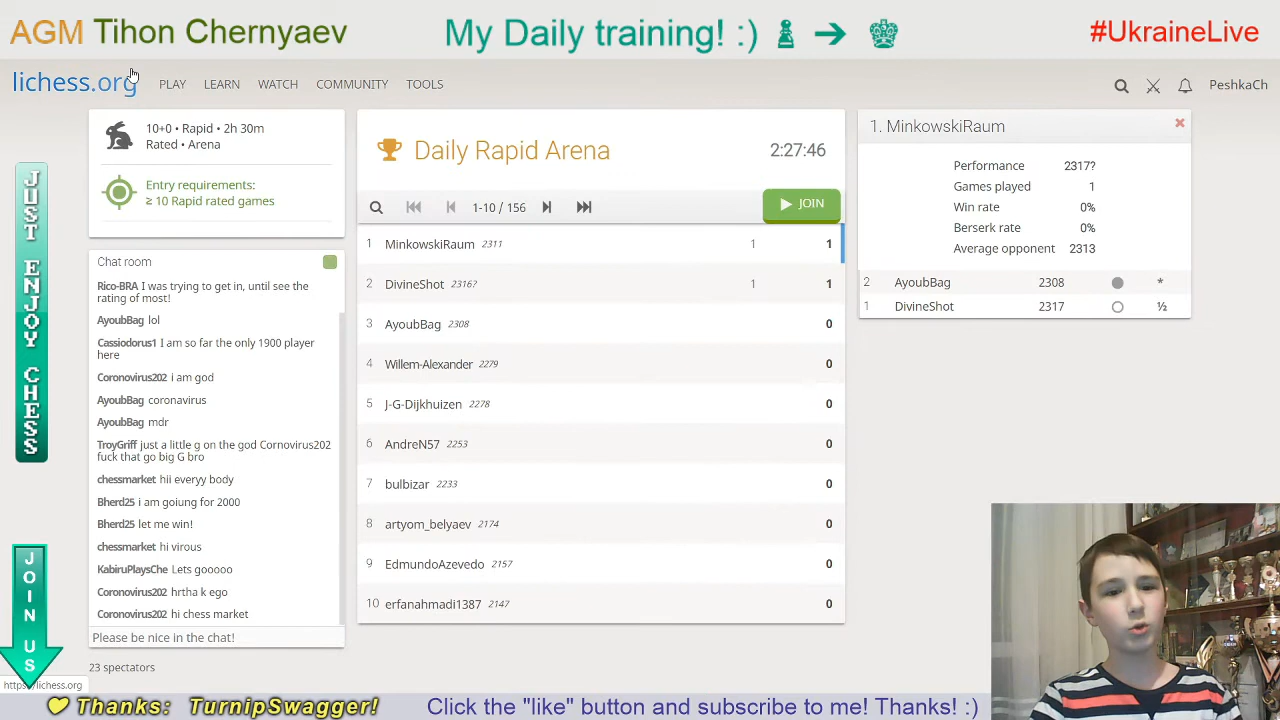 AGM Tihon Chernyaev
My Daily training! :)
#UkraineLive
lichess.org
PLAY
LEARN
WATCH
COMMUNITY
TOOLS
PeshkaCh
10+0 • Rapid • 2h 30m
Rated • Arena
Entry requirements:
≥ 10 Rapid rated games
Chat room
Rico-BRA I was trying to get in, until see the
rating of most!
AyoubBag lol
Cassiodorus1 I am so far the only 1900 player
here
Coronovirus202 i am god
AyoubBag coronavirus
AyoubBag mdr
TroyGriff just a little g on the god Cornovirus202
fuck that go big G bro
chessmarket hii everyy body
Bherd25 i am goiung for 2000
Bherd25 let me win!
chessmarket hi virous
KabiruPlaysChe Lets gooooo
Coronovirus202 hrtha k ego
Coronovirus202 hi chess market
Please be nice in the chat!
23 spectators
Daily Rapid Arena
2:27:46
1-10 / 156
JOIN
1 MinkowskiRaum 2311 1 1
2 DivineShot 2316? 1 1
3 AyoubBag 2308 0
4 Willem-Alexander 2279 0
5 J-G-Dijkhuizen 2278 0
6 AndreN57 2253 0
7 bulbizar 2233 0
8 artyom_belyaev 2174 0
9 EdmundoAzevedo 2157 0
10 erfanahmadi1387 2147 0
1. MinkowskiRaum
Performance 2317?
Games played 1
Win rate 0%
Berserk rate 0%
Average opponent 2313
2 AyoubBag 2308 *
1 DivineShot 2317 ½
JUST ENJOY CHESS
JOIN US
https://lichess.org
Thanks: TurnipSwagger!
Click the "like" button and subscribe to me! Thanks! :)